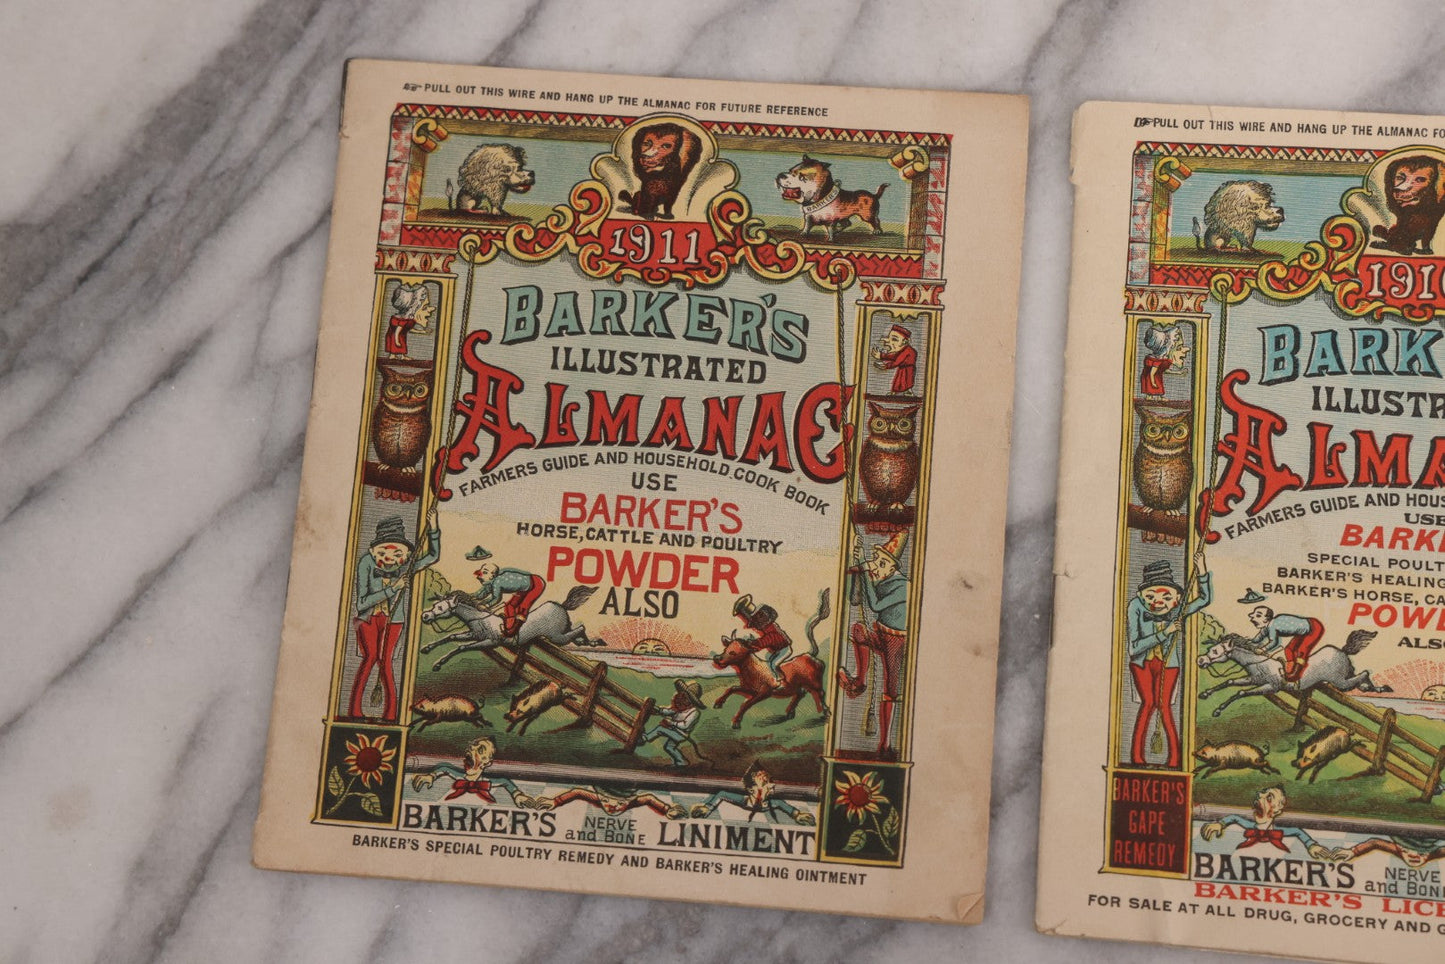 ☞ PULL OUT THIS WIRE AND HANG UP THE ALMANAC FOR FUTURE REFERENCE
1911
BARKER'S
ILLUSTRATED
ALMANAC
FARMERS GUIDE AND HOUSEHOLD COOK BOOK
USE
BARKER'S
HORSE, CATTLE AND POULTRY
POWDER
ALSO
BARKER'S NERVE and BONE LINIMENT
BARKER'S SPECIAL POULTRY REMEDY AND BARKER'S HEALING OINTMENT
☞ PULL OUT THIS WIRE AND HANG UP THE ALMANAC FO
1910
BARK
ILLUSTR
ALMA
FARMERS GUIDE AND HOUS
USE
BARKE
SPECIAL POULT
BARKER'S HEALING
BARKER'S HORSE, CA
POWD
ALSO
BARKER'S
GAPE
REMEDY
BARKER'S NERVE and BONE
BARKER'S LICE
FOR SALE AT ALL DRUG, GROCERY AND G